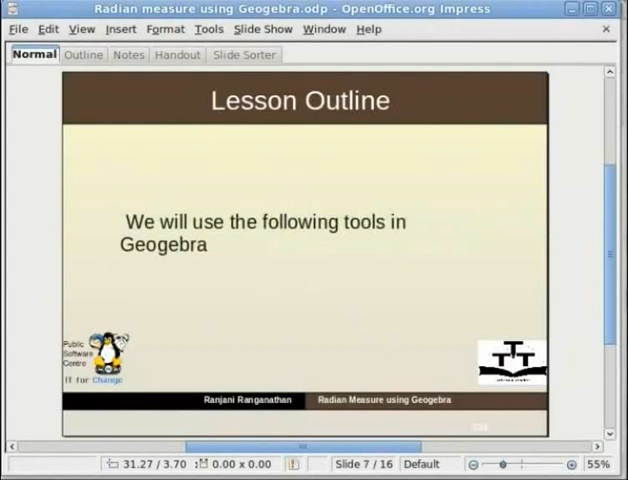 Radian measure using Geogebra.odp - OpenOffice.org Impress
File Edit View Insert Format Tools Slide Show Window Help
Normal Outline Notes Handout Slide Sorter
Lesson Outline
We will use the following tools in
Geogebra
Public
Software
Centre
IT for Change
TTT
Ranjani Ranganathan Radian Measure using Geogebra
31.27 / 3.70 0.00 x 0.00 Slide 7 / 16 Default 55%